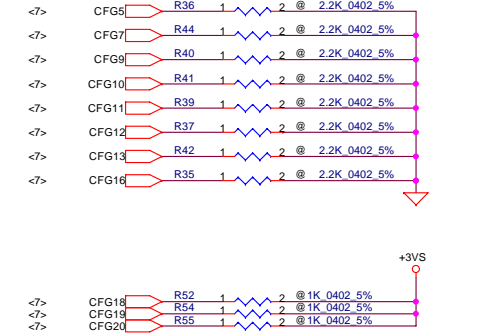 <7> CFG5 R36 1 2 @ 2.2K_0402_5%
<7> CFG7 R44 1 2 @ 2.2K_0402_5%
<7> CFG9 R40 1 2 @ 2.2K_0402_5%
<7> CFG10 R41 1 2 @ 2.2K_0402_5%
<7> CFG11 R39 1 2 @ 2.2K_0402_5%
<7> CFG12 R37 1 2 @ 2.2K_0402_5%
<7> CFG13 R42 1 2 @ 2.2K_0402_5%
<7> CFG16 R35 1 2 @ 2.2K_0402_5%
+3VS
<7> CFG18 R52 1 2 @ 1K_0402_5%
<7> CFG19 R54 1 2 @ 1K_0402_5%
<7> CFG20 R55 1 2 @ 1K_0402_5%